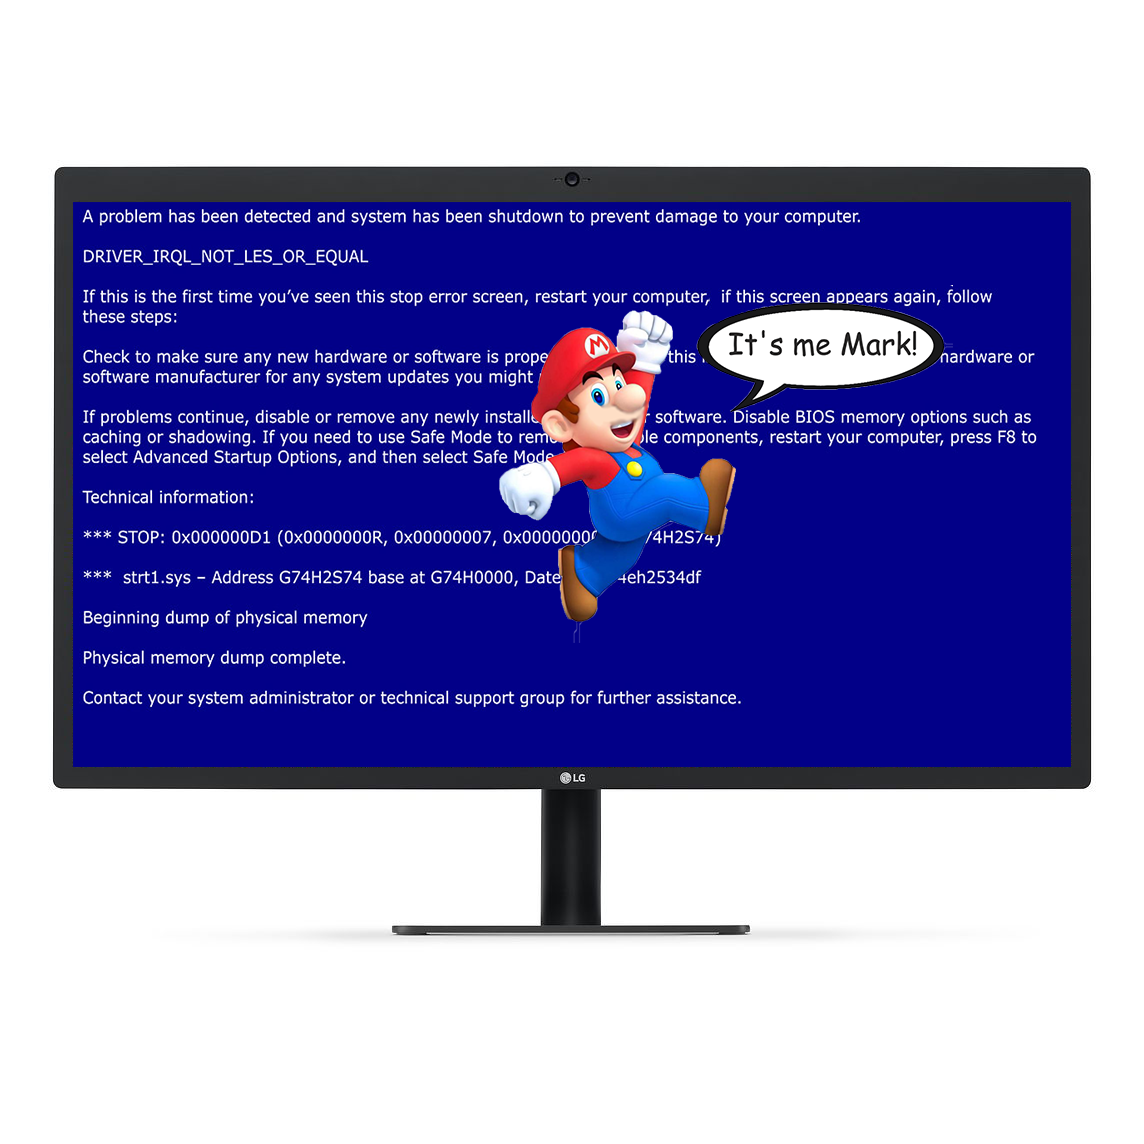 A problem has been detected and system has been shutdown to prevent damage to your computer.
DRIVER_IRQL_NOT_LES_OR_EQUAL
If this is the first time you've seen this stop error screen, restart your computer, if this screen appears again, follow
these steps:
Check to make sure any new hardware or software is this hardware or
software manufacturer for any system updates you might
If problems continue, disable or remove any newly software. Disable BIOS memory options such as
caching or shadowing. If you need to use Safe Mode to components, restart your computer, press F8 to
select Advanced Startup Options, and then select Safe Mode
Technical information:
*** STOP: 0x000000D1 (0x0000000R, 0x00000007,
*** strt1.sys – Address G74H2S74 base at G74H0000, Date
Beginning dump of physical memory
Physical memory dump complete.
Contact your system administrator or technical support group for further assistance.
It's me Mark!
M
LG